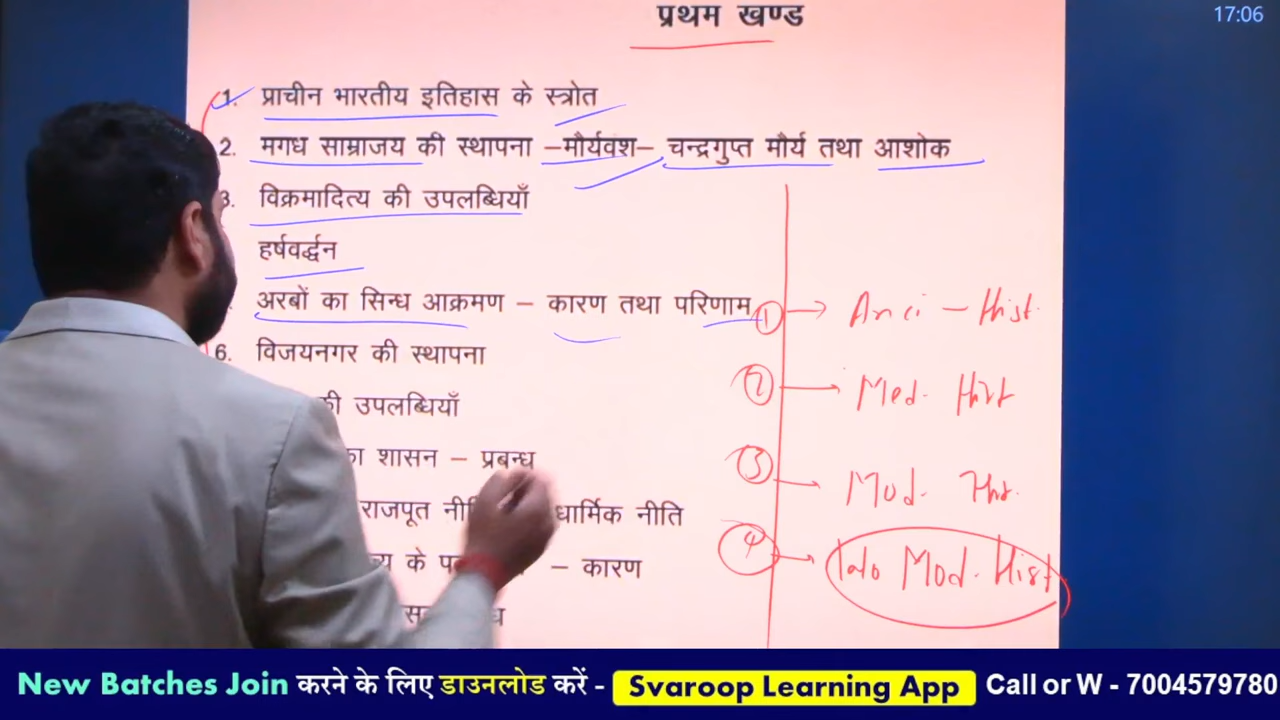 17:06
प्रथम खण्ड
1. प्राचीन भारतीय इतिहास के स्त्रोत
2. मगध साम्राजय की स्थापना –मौर्यवंश– चन्द्रगुप्त मौर्य तथा आशोक
3. विक्रमादित्य की उपलब्धियाँ
हर्षवर्द्धन
अरबों का सिन्ध आक्रमण – कारण तथा परिणाम
6. विजयनगर की स्थापना
की उपलब्धियाँ
का शासन – प्रबन्ध
राजपूत धार्मिक नीति
के – कारण
1 → Anci – Hist.
2 → Med. Hist
3 → Mod. Hist.
4 → Mod. Hist
New Batches Join करने के लिए डाउनलोड करें - Svaroop Learning App Call or W - 7004579780